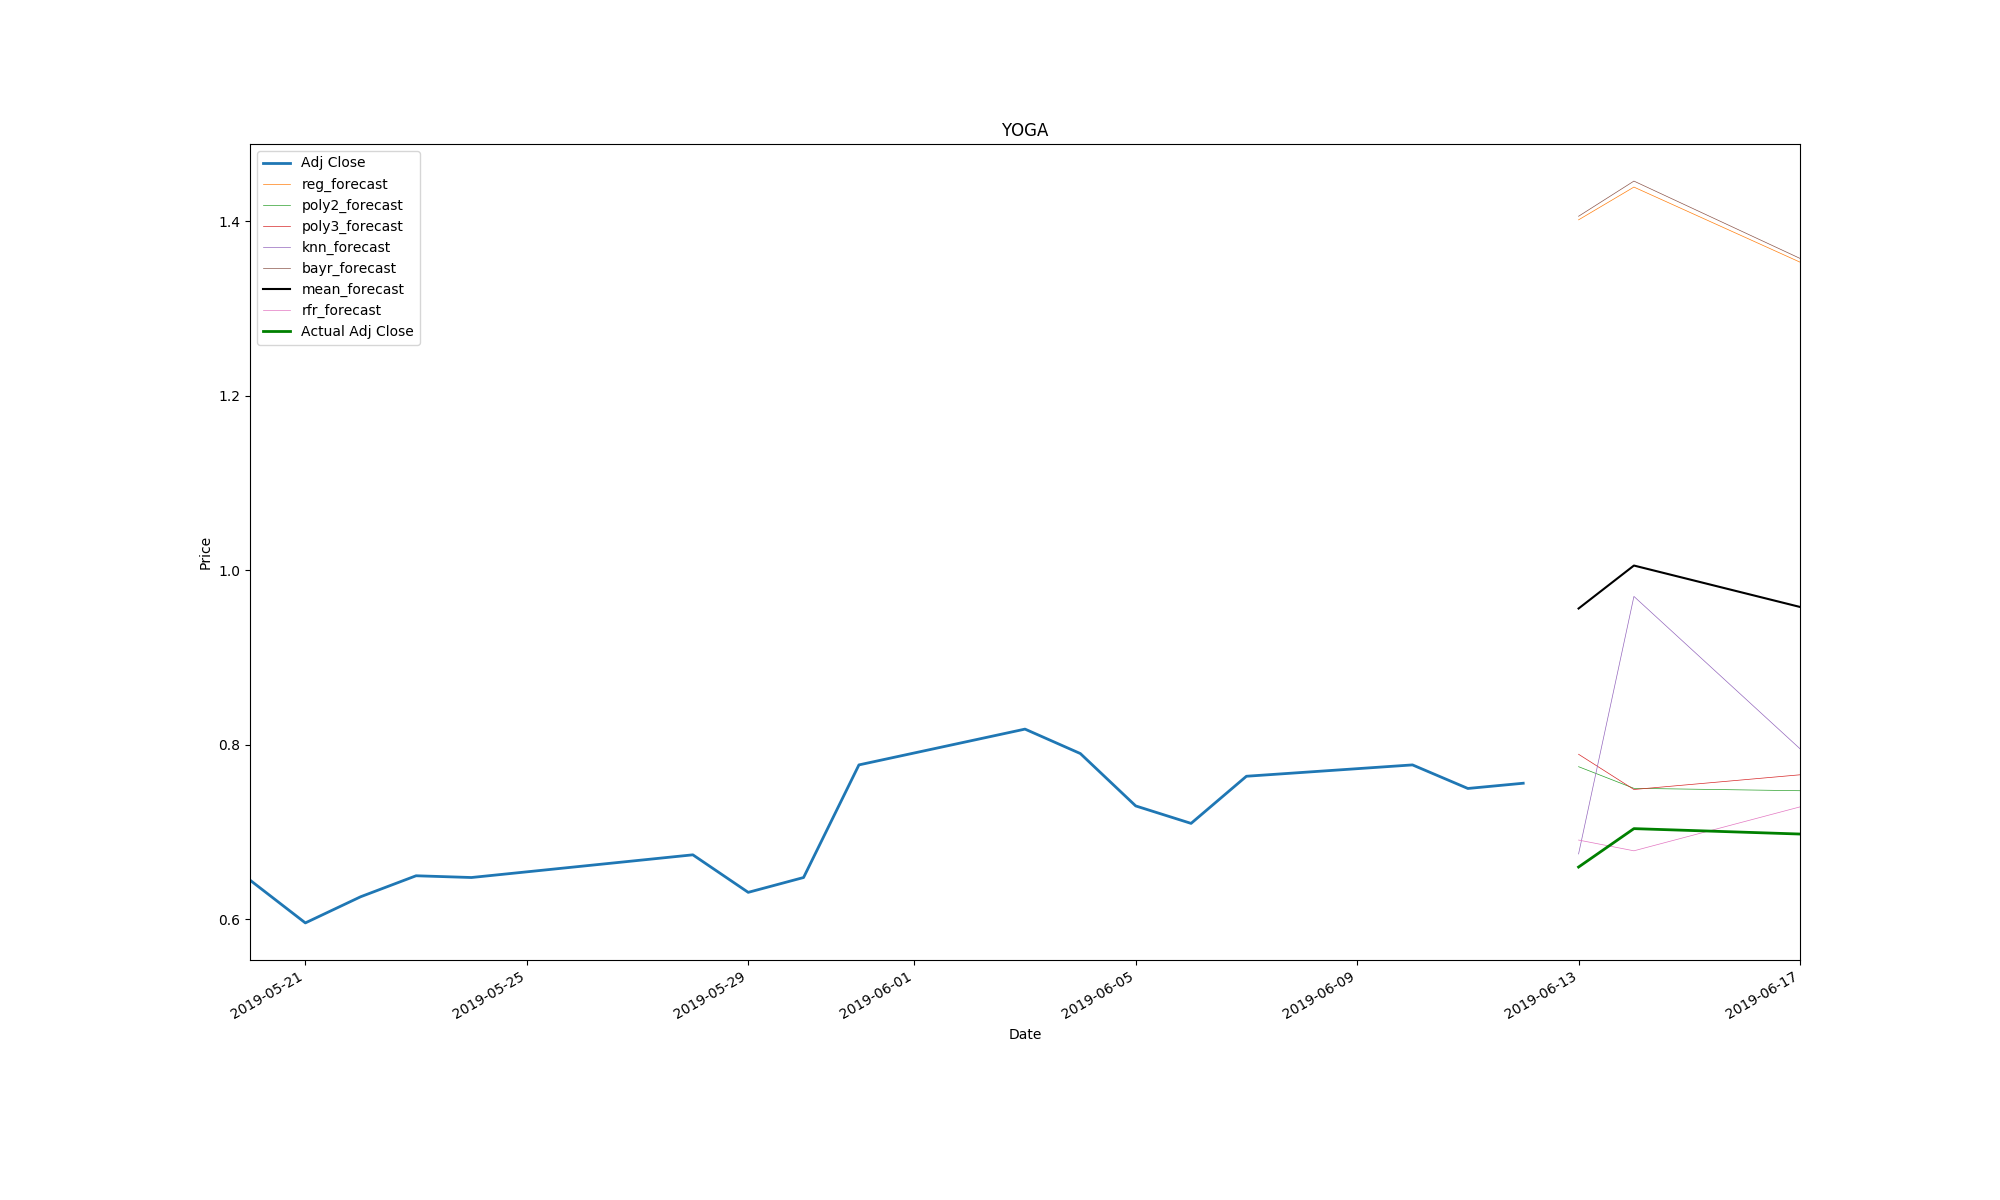 YOGA
Adj Close
reg_forecast
poly2_forecast
poly3_forecast
knn_forecast
bayr_forecast
mean_forecast
rfr_forecast
Actual Adj Close
1.4
1.2
1.0
0.8
0.6
Price
2019-05-21
2019-05-25
2019-05-29
2019-06-01
2019-06-05
2019-06-09
2019-06-13
2019-06-17
Date